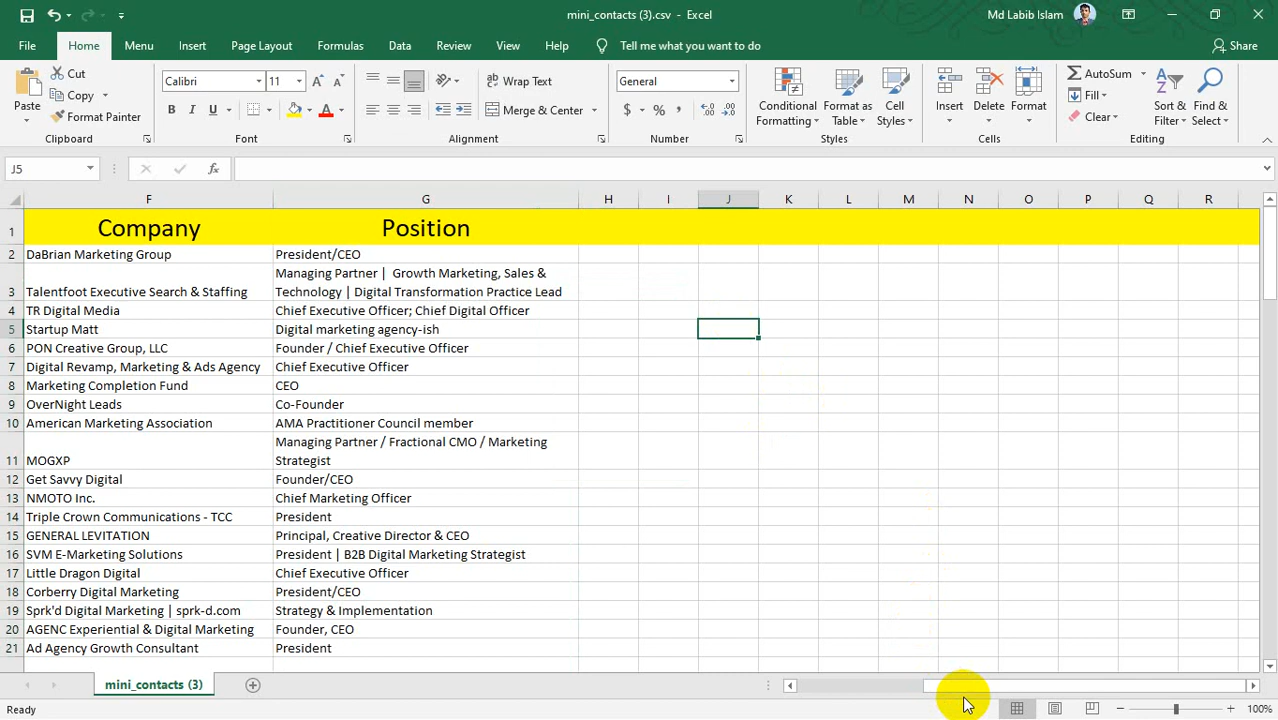 mini_contacts (3).csv - Excel
Md Labib Islam
File Home Menu Insert Page Layout Formulas Data Review View Help Tell me what you want to do Share
Paste
Cut
Copy
Format Painter
Clipboard
Calibri 11
B I U
Font
Wrap Text
Merge & Center
Alignment
General
$ % ,
Number
Conditional Formatting
Format as Table
Cell Styles
Styles
Insert
Delete
Format
Cells
AutoSum
Fill
Clear
Sort & Filter
Find & Select
Editing
J5 fx
F G H I J K L M N O P Q R
1 Company Position
2 DaBrian Marketing Group President/CEO
Managing Partner | Growth Marketing, Sales &
3 Talentfoot Executive Search & Staffing Technology | Digital Transformation Practice Lead
4 TR Digital Media Chief Executive Officer; Chief Digital Officer
5 Startup Matt Digital marketing agency-ish
6 PON Creative Group, LLC Founder / Chief Executive Officer
7 Digital Revamp, Marketing & Ads Agency Chief Executive Officer
8 Marketing Completion Fund CEO
9 OverNight Leads Co-Founder
10 American Marketing Association AMA Practitioner Council member
Managing Partner / Fractional CMO / Marketing
11 MOGXP Strategist
12 Get Savvy Digital Founder/CEO
13 NMOTO Inc. Chief Marketing Officer
14 Triple Crown Communications - TCC President
15 GENERAL LEVITATION Principal, Creative Director & CEO
16 SVM E-Marketing Solutions President | B2B Digital Marketing Strategist
17 Little Dragon Digital Chief Executive Officer
18 Corberry Digital Marketing President/CEO
19 Sprk'd Digital Marketing | sprk-d.com Strategy & Implementation
20 AGENC Experiential & Digital Marketing Founder, CEO
21 Ad Agency Growth Consultant President
mini_contacts (3)
Ready
100%